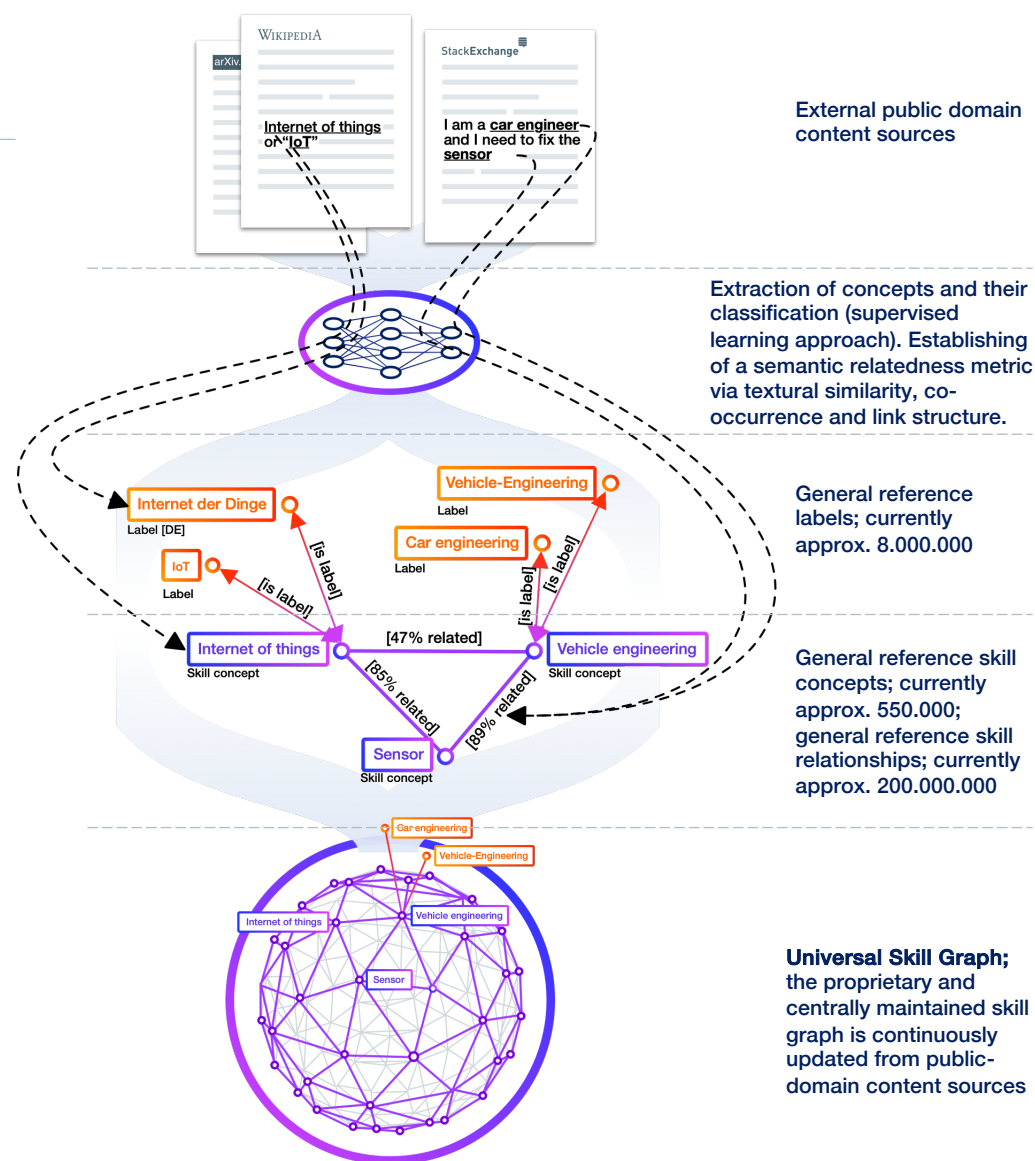 WIKIPEDIA
arXiv.
StackExchange
Internet of things
or “IoT”
I am a car engineer
and I need to fix the
sensor
External public domain
content sources
Extraction of concepts and their
classification (supervised
learning approach). Establishing
of a semantic relatedness metric
via textural similarity, co-
occurrence and link structure.
Internet der Dinge
Label [DE]
IoT
Label
Vehicle-Engineering
Label
Car engineering
Label
[is label]
[is label]
[is label]
[is label]
General reference
labels; currently
approx. 8.000.000
Internet of things
Skill concept
[47% related]
Vehicle engineering
Skill concept
[85% related]
[89% related]
Sensor
Skill concept
General reference skill
concepts; currently
approx. 550.000;
general reference skill
relationships; currently
approx. 200.000.000
Car engineering
Vehicle-Engineering
Internet of things
Vehicle engineering
Sensor
Universal Skill Graph;
the proprietary and
centrally maintained skill
graph is continuously
updated from public-
domain content sources